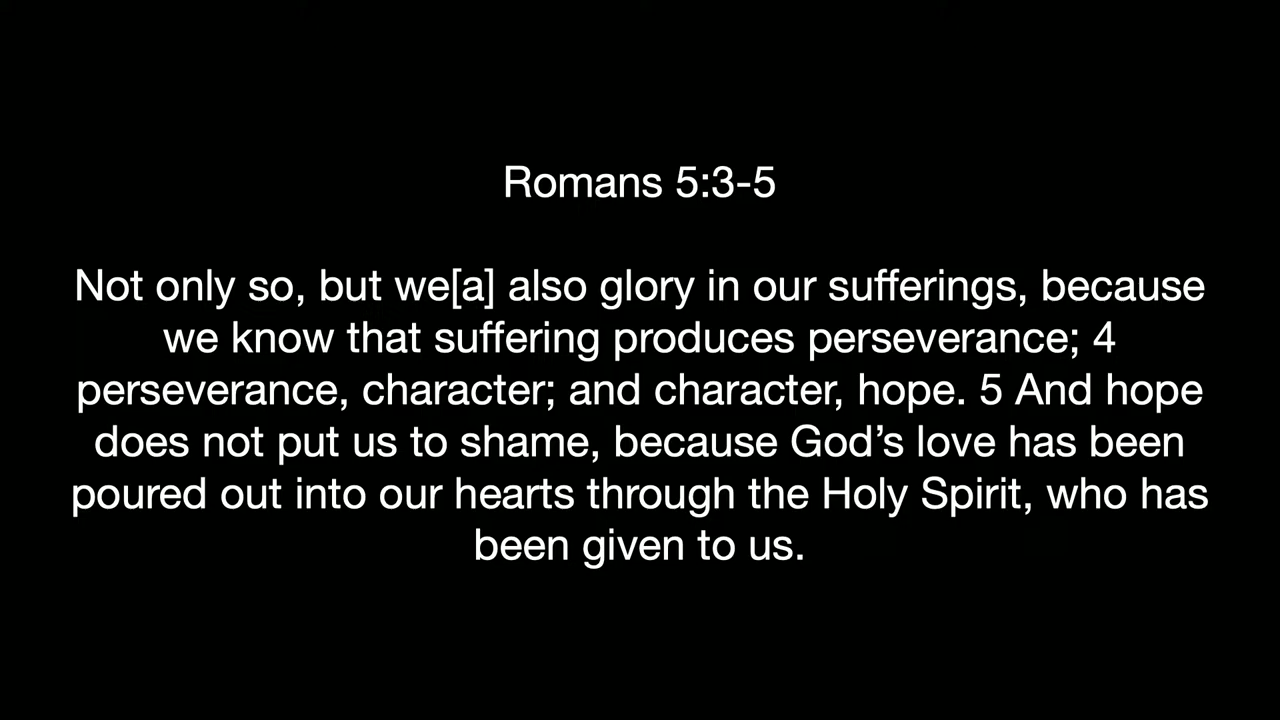 Romans 5:3-5
Not only so, but we[a] also glory in our sufferings, because
we know that suffering produces perseverance; 4
perseverance, character; and character, hope. 5 And hope
does not put us to shame, because God’s love has been
poured out into our hearts through the Holy Spirit, who has
been given to us.